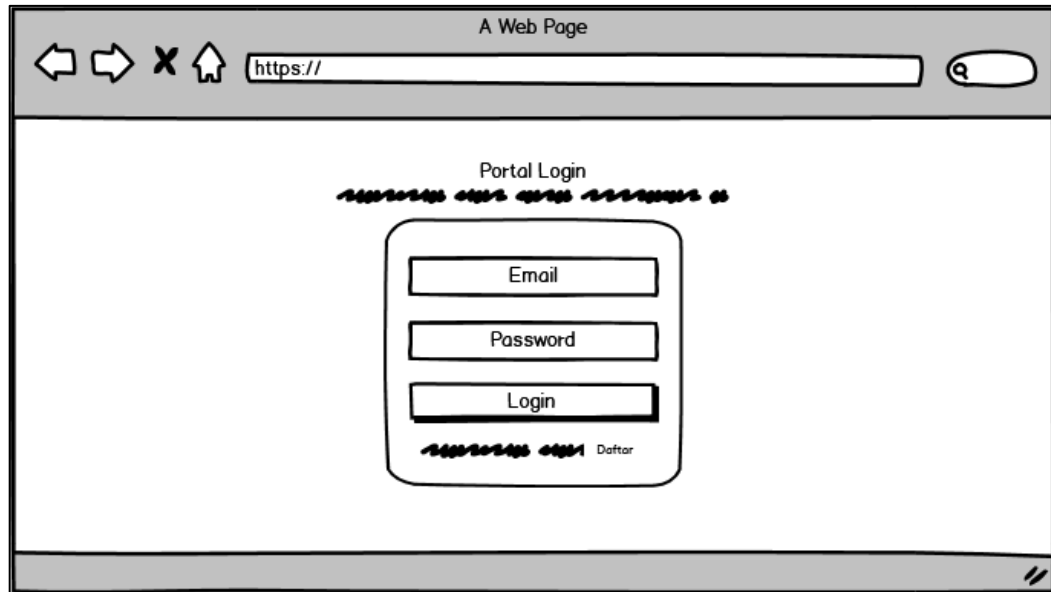 A Web Page
https://
Portal Login
Email
Password
Login
Daftar